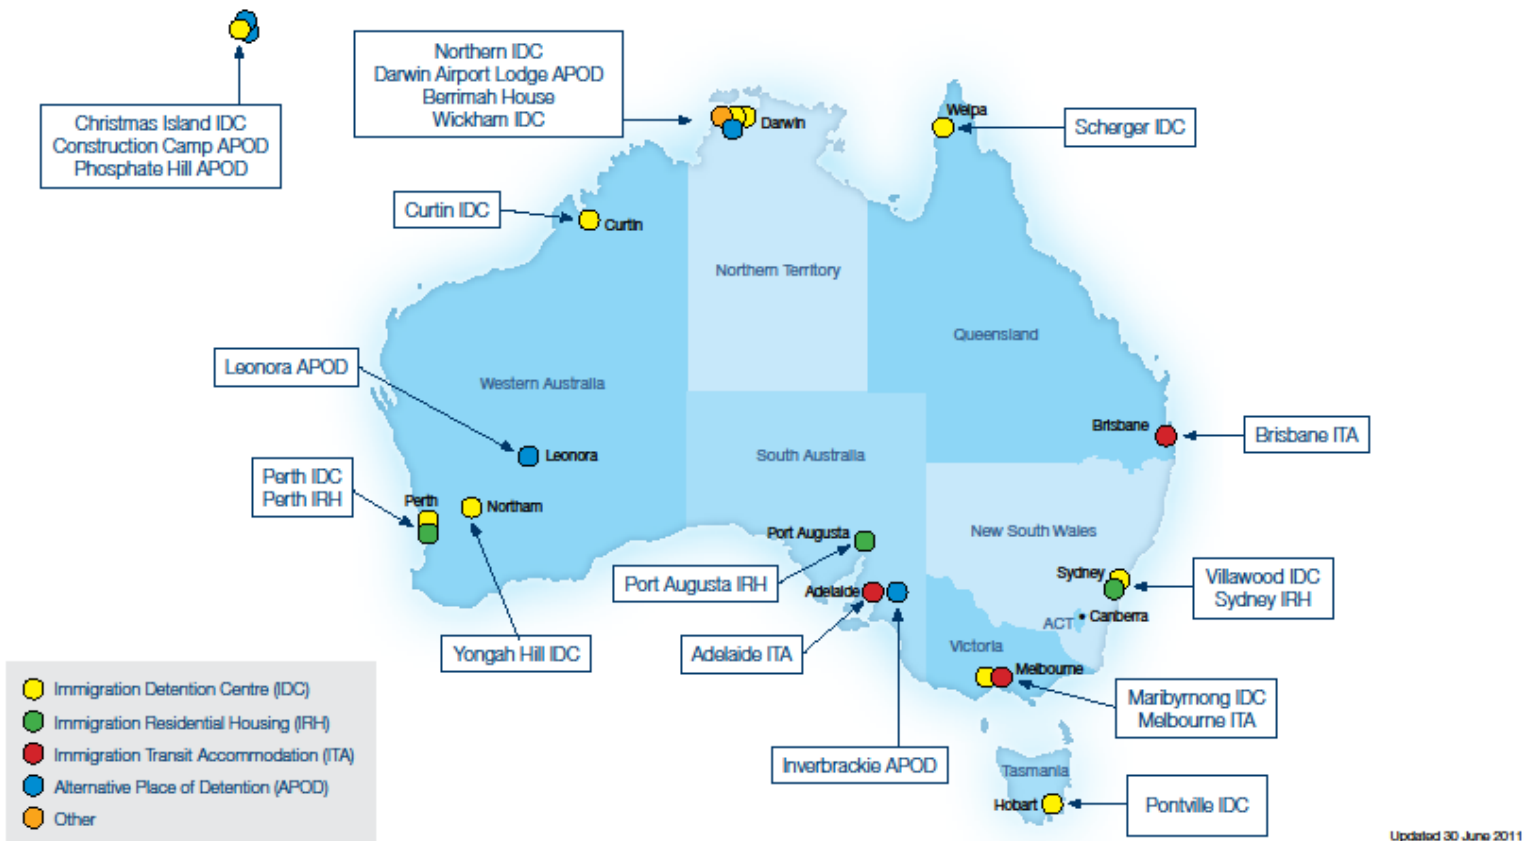 Christmas Island IDC
Construction Camp APOD
Phosphate Hill APOD
Northern IDC
Darwin Airport Lodge APOD
Berrimah House
Wickham IDC
Darwin
Weipa
Scherger IDC
Curtin IDC
Curtin
Northern Territory
Queensland
Leonora APOD
Western Australia
Brisbane
Brisbane ITA
Leonora
South Australia
Perth IDC
Perth IRH
Perth
Northam
Port Augusta
New South Wales
Port Augusta IRH
Sydney
Villawood IDC
Sydney IRH
Adelaide
ACT
Canberra
Yongah Hill IDC
Adelaide ITA
Victoria
Melbourne
Maribyrnong IDC
Melbourne ITA
Inverbrackie APOD
Tasmania
Hobart
Pontville IDC
Immigration Detention Centre (IDC)
Immigration Residential Housing (IRH)
Immigration Transit Accommodation (ITA)
Alternative Place of Detention (APOD)
Other
Updated 30 June 2011